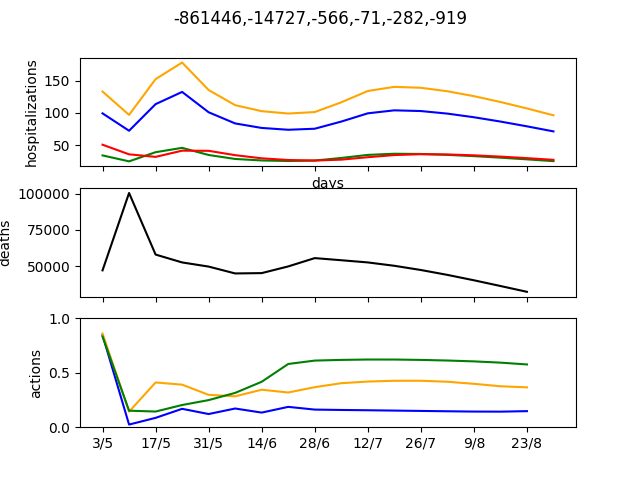 -861446,-14727,-566,-71,-282,-919
hospitalizations
150
100
50
days
deaths
100000
75000
50000
actions
1.0
0.5
0.0
3/5 17/5 31/5 14/6 28/6 12/7 26/7 9/8 23/8